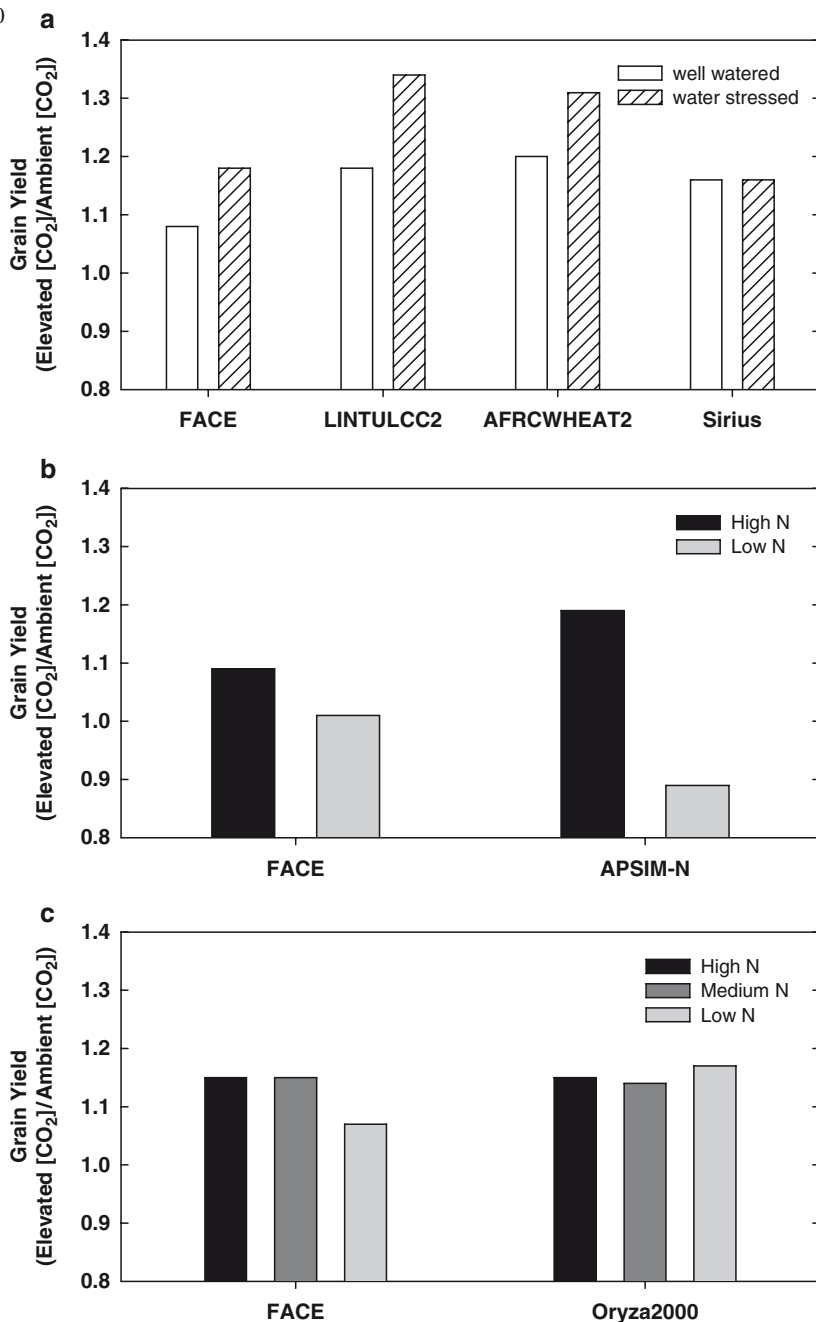 0
a
Grain Yield
(Elevated [CO₂]/Ambient [CO₂])
1.4
1.3
1.2
1.1
1.0
0.9
0.8
well watered
water stressed
FACE LINTULCC2 AFRCWHEAT2 Sirius
b
Grain Yield
(Elevated [CO₂]/Ambient [CO₂])
1.4
1.3
1.2
1.1
1.0
0.9
0.8
High N
Low N
FACE APSIM-N
c
Grain Yield
(Elevated [CO₂]/Ambient [CO₂])
1.4
1.3
1.2
1.1
1.0
0.9
0.8
High N
Medium N
Low N
FACE Oryza2000